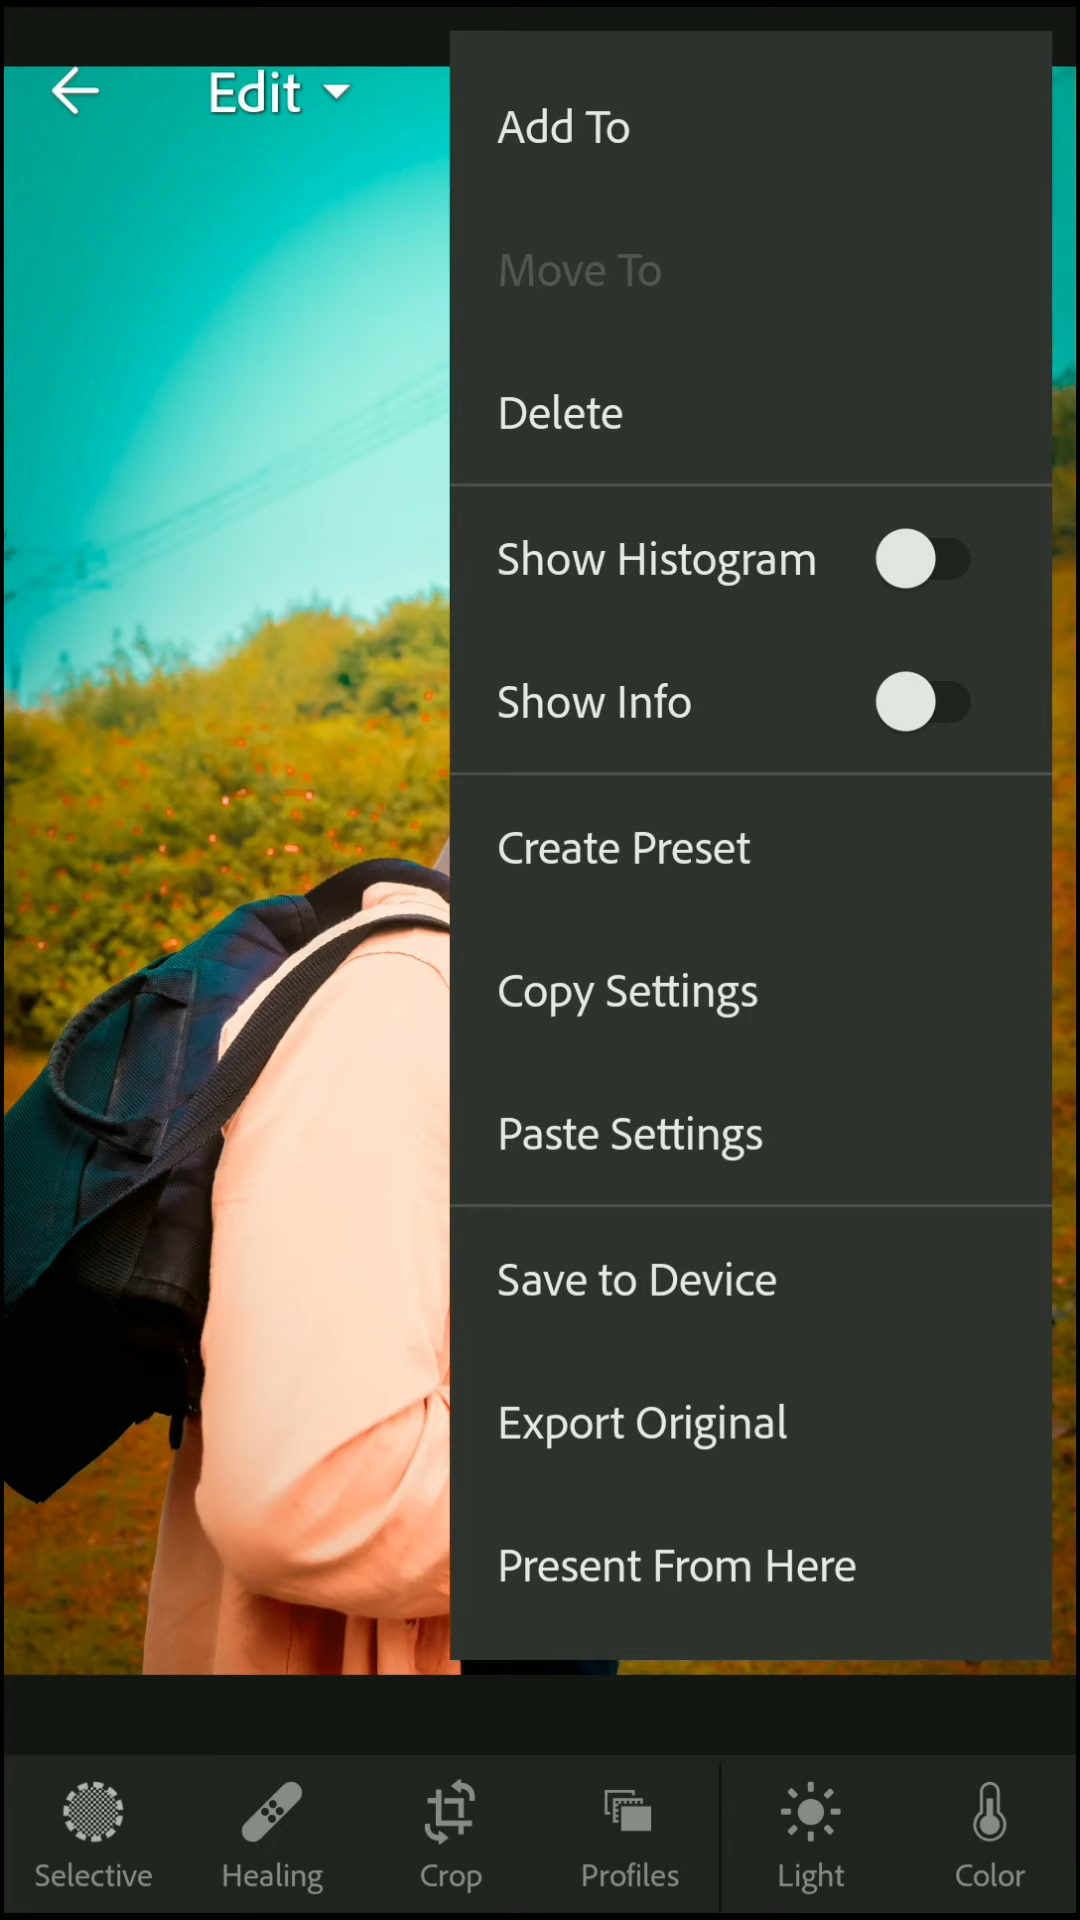 Edit
Add To
Move To
Delete
Show Histogram
Show Info
Create Preset
Copy Settings
Paste Settings
Save to Device
Export Original
Present From Here
Selective
Healing
Crop
Profiles
Light
Color